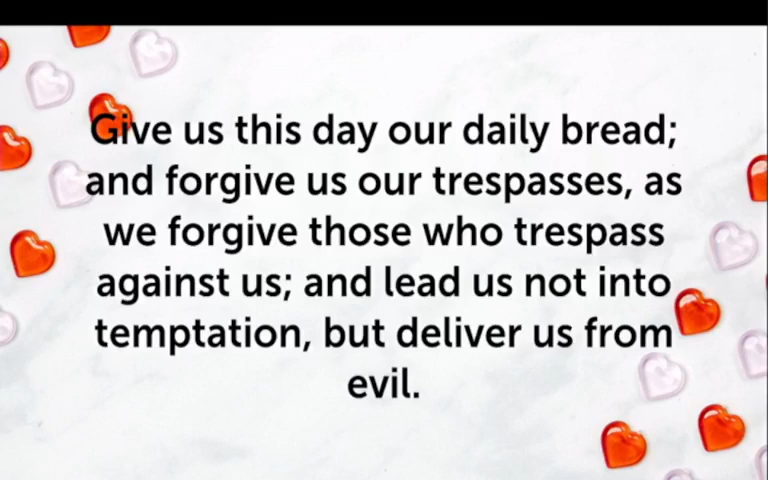 Give us this day our daily bread;
and forgive us our trespasses, as
we forgive those who trespass
against us; and lead us not into
temptation, but deliver us from
evil.